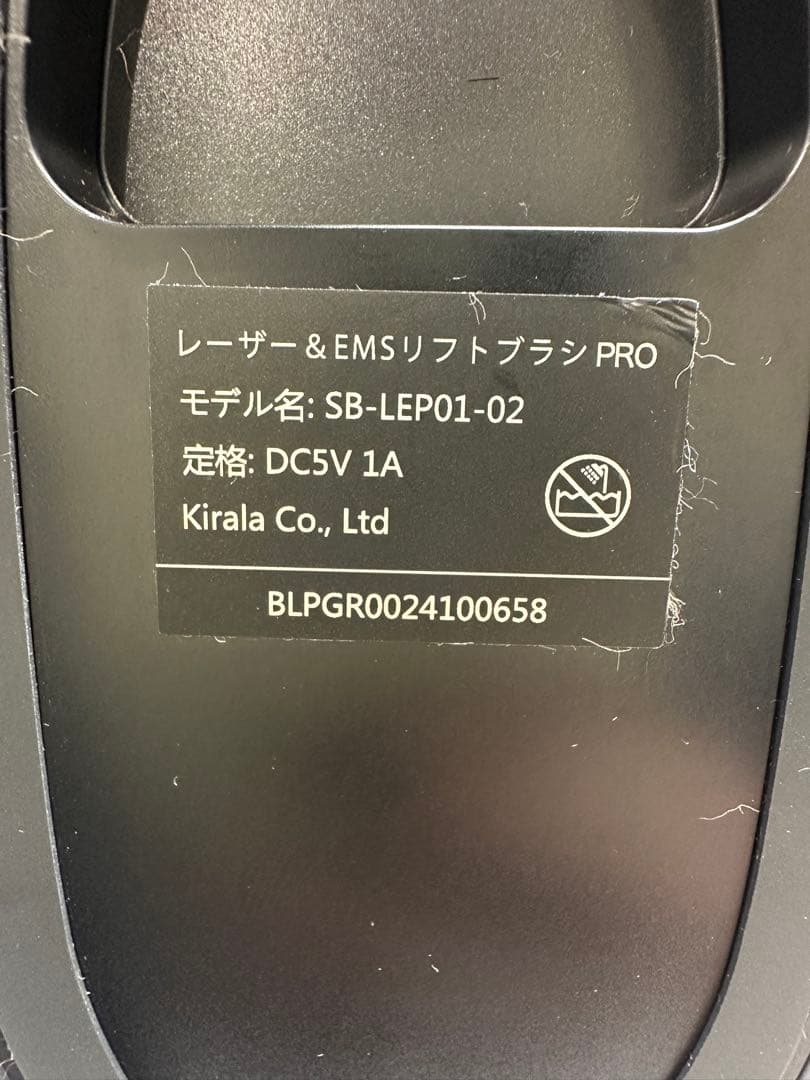 レーザー＆EMSリフトブラシ PRO
モデル名: SB-LEP01-02
定格: DC5V 1A
Kirala Co., Ltd
BLPGR0024100658